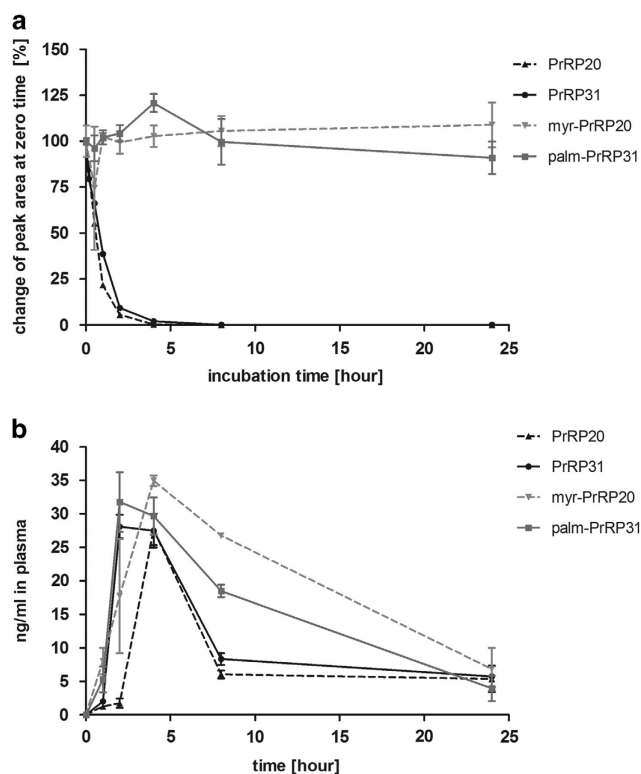 a
change of peak area at zero time [%]
150
125
100
75
50
25
0
0
5
10
15
20
25
incubation time [hour]
PrRP20
PrRP31
myr-PrRP20
palm-PrRP31
b
ng/ml in plasma
40
35
30
25
20
15
10
5
0
0
5
10
15
20
25
time [hour]
PrRP20
PrRP31
myr-PrRP20
palm-PrRP31